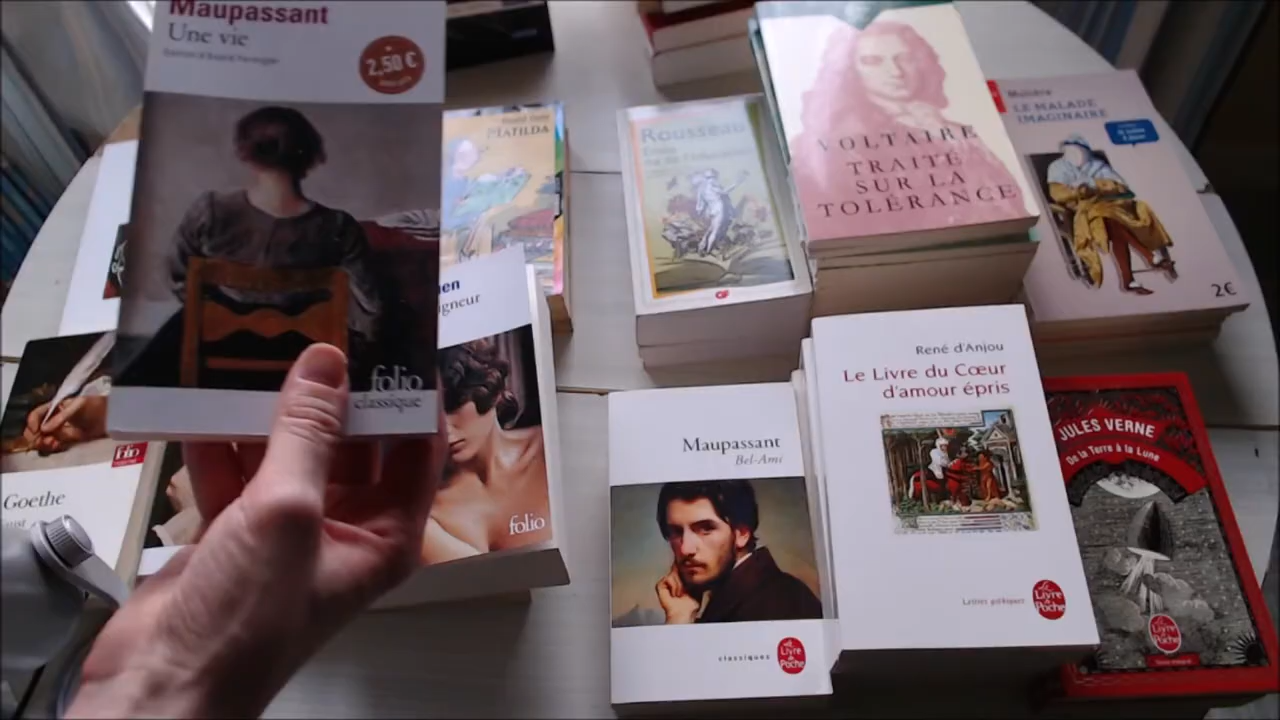 Maupassant
Une vie
2,50 €
folio
classique
MATILDA
Rousseau
VOLTAIRE
TRAITÉ
SUR LA
TOLÉRANCE
Molière
LE MALADE
IMAGINAIRE
2€
folio
Goethe
folio
Maupassant
Bel-Ami
classiques
Le
Livre
de
Poche
René d'Anjou
Le Livre du Cœur
d'amour épris
Lettres gothiques
Le
Livre
de
Poche
JULES VERNE
De la Terre à la Lune
Le
Livre
de
Poche